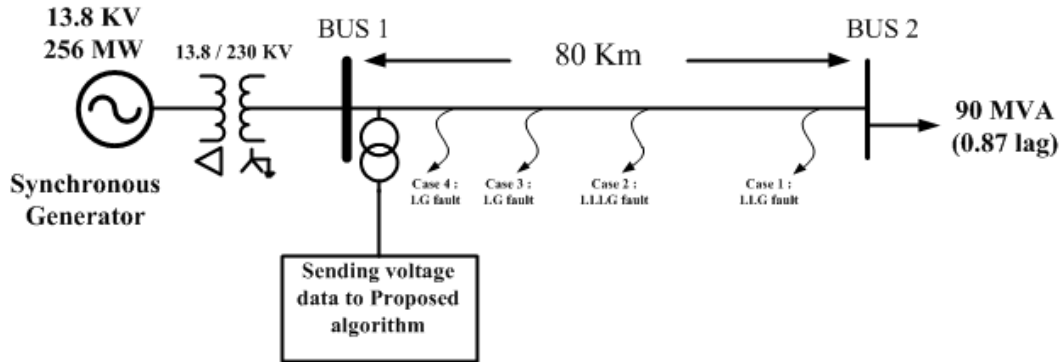 13.8 KV
256 MW
13.8 / 230 KV
BUS 1
BUS 2
80 Km
90 MVA
(0.87 lag)
Synchronous
Generator
Case 4 :
LG fault
Case 3 :
LG fault
Case 2 :
LLLG fault
Case 1 :
LLG fault
Sending voltage
data to Proposed
algorithm